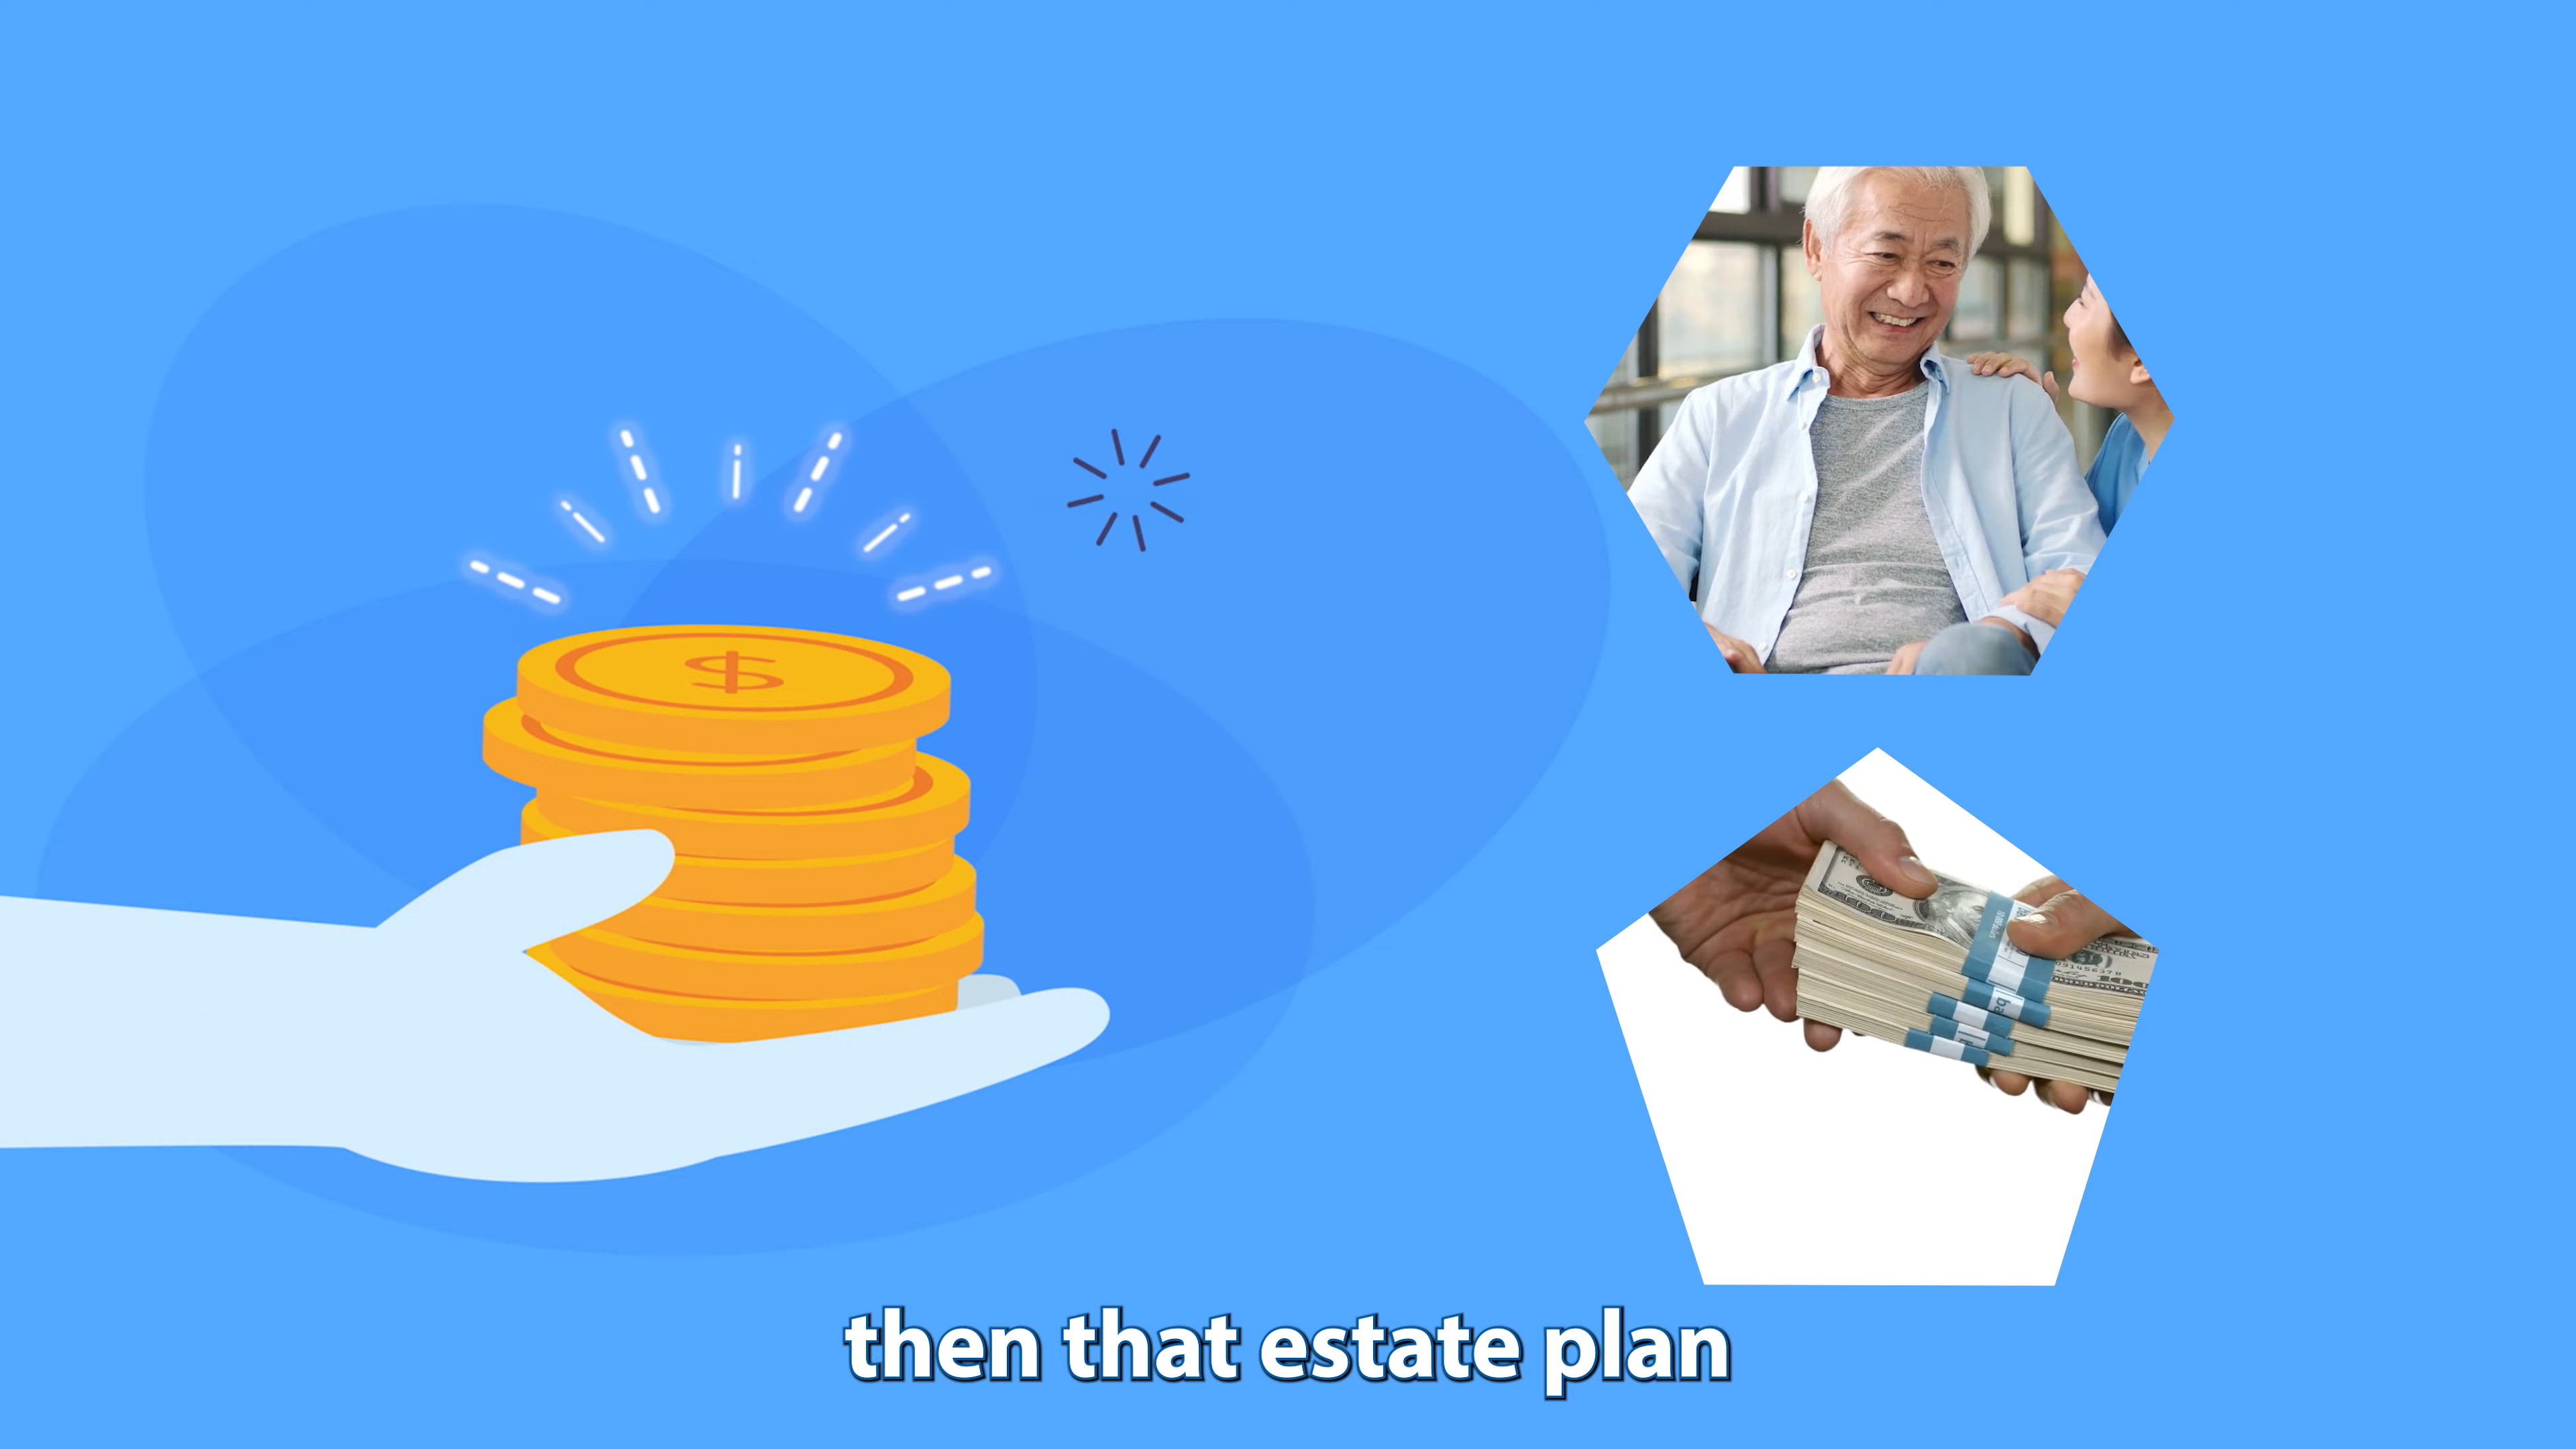 $
then that estate plan